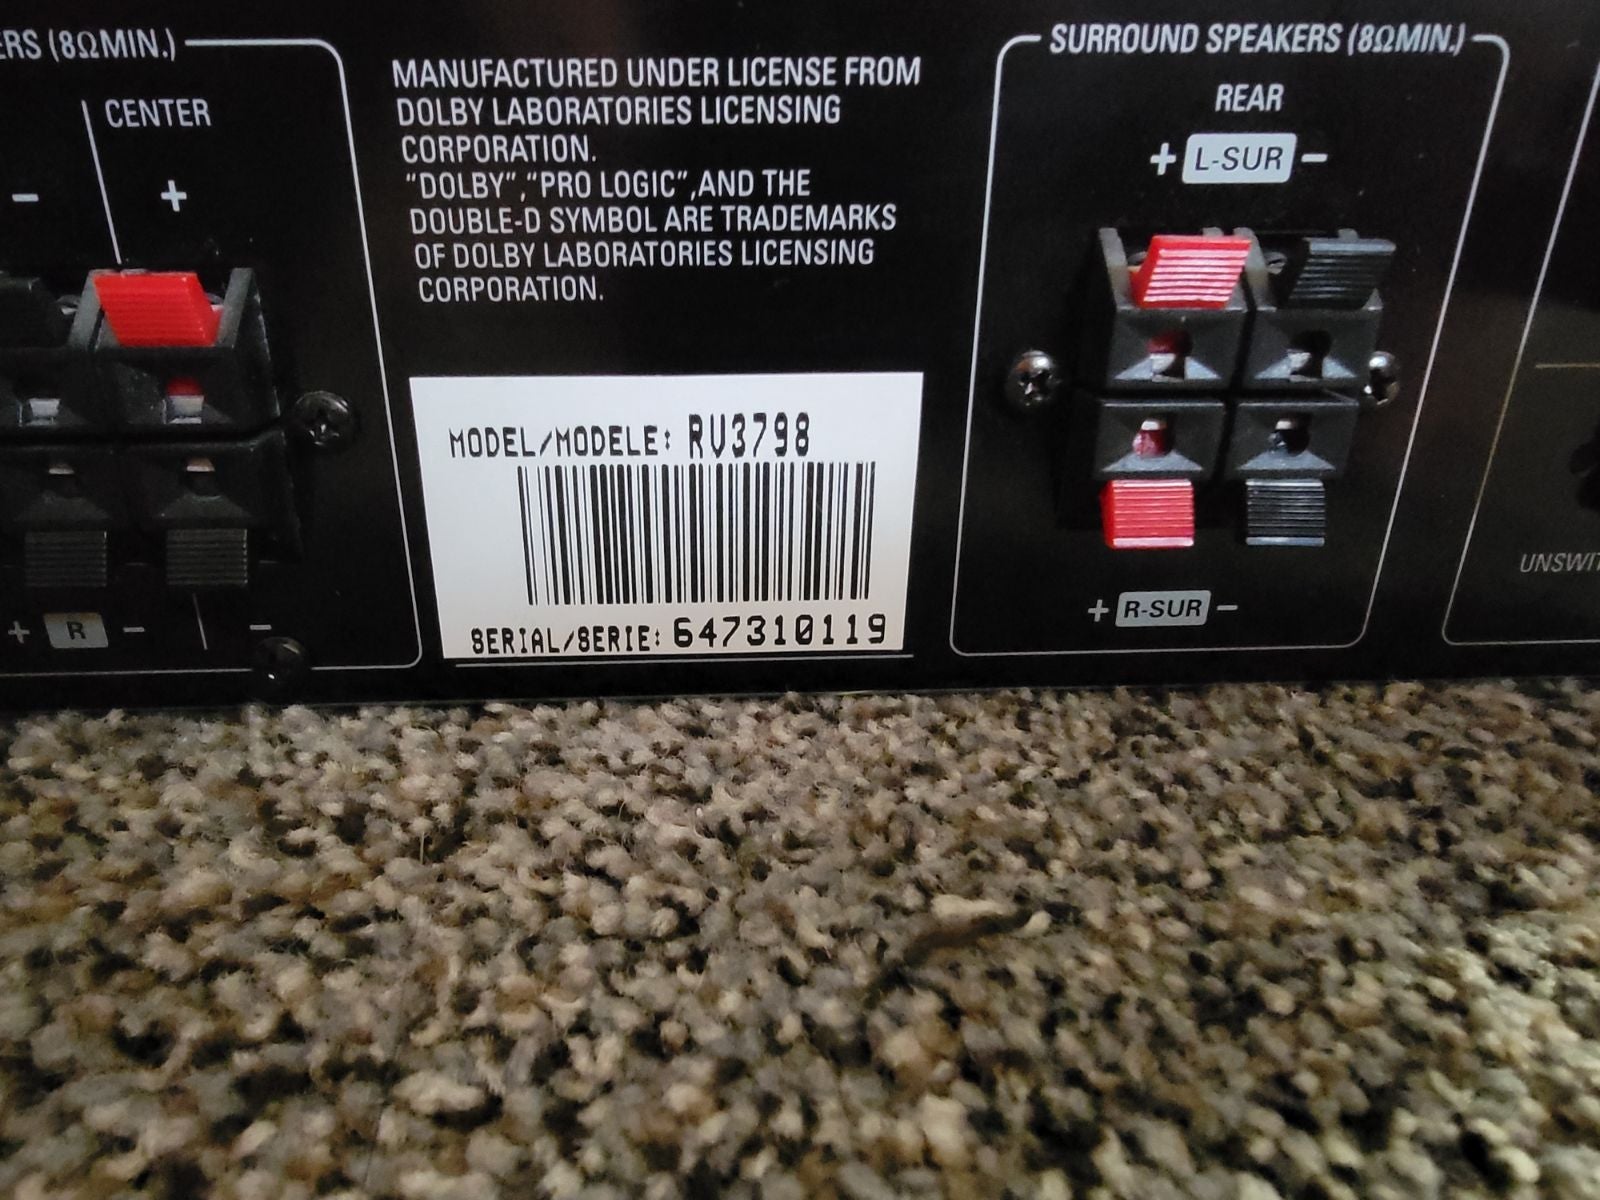 ERS (8ΩMIN.)
CENTER
- +
+ R - -
MANUFACTURED UNDER LICENSE FROM
DOLBY LABORATORIES LICENSING
CORPORATION.
"DOLBY","PRO LOGIC",AND THE
DOUBLE-D SYMBOL ARE TRADEMARKS
OF DOLBY LABORATORIES LICENSING
CORPORATION.
MODEL/MODELE: RV3798
SERIAL/SERIE: 647310119
SURROUND SPEAKERS (8ΩMIN.)
REAR
+ L-SUR -
+ R-SUR -
UNSWIT